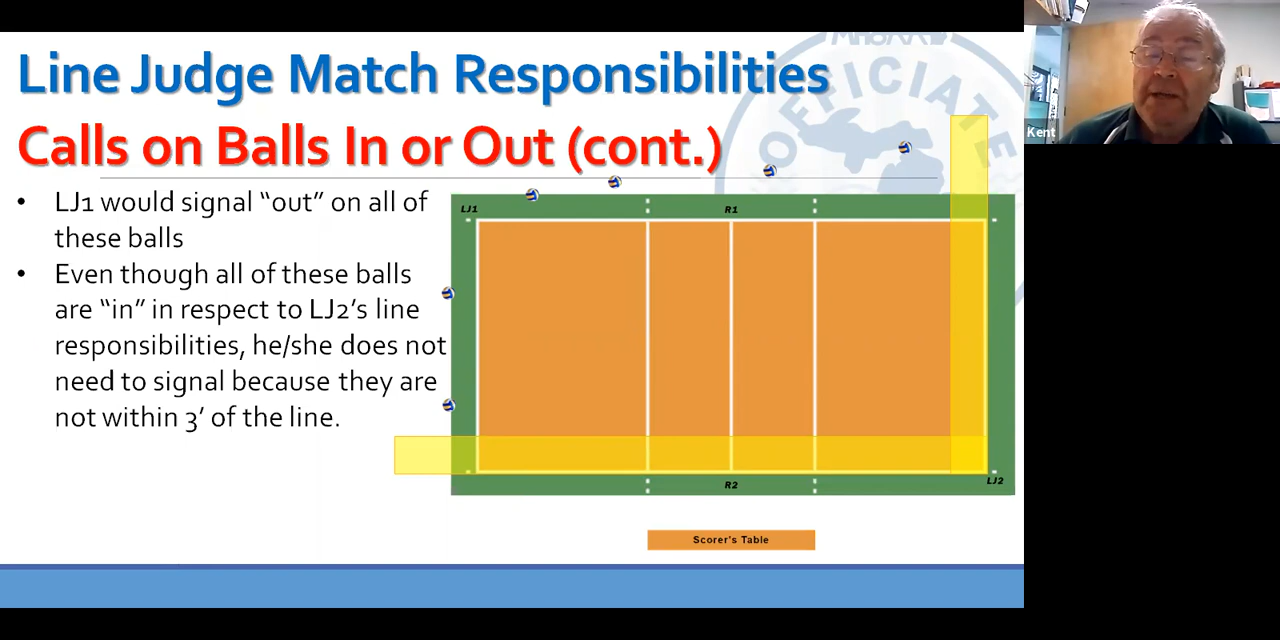 Line Judge Match Responsibilities
Calls on Balls In or Out (cont.)
• LJ1 would signal “out” on all of
these balls
• Even though all of these balls
are “in” in respect to LJ2’s line
responsibilities, he/she does not
need to signal because they are
not within 3’ of the line.
MHSAA
OFFICIATE
LJ1
R1
R2
LJ2
Scorer's Table
Kent